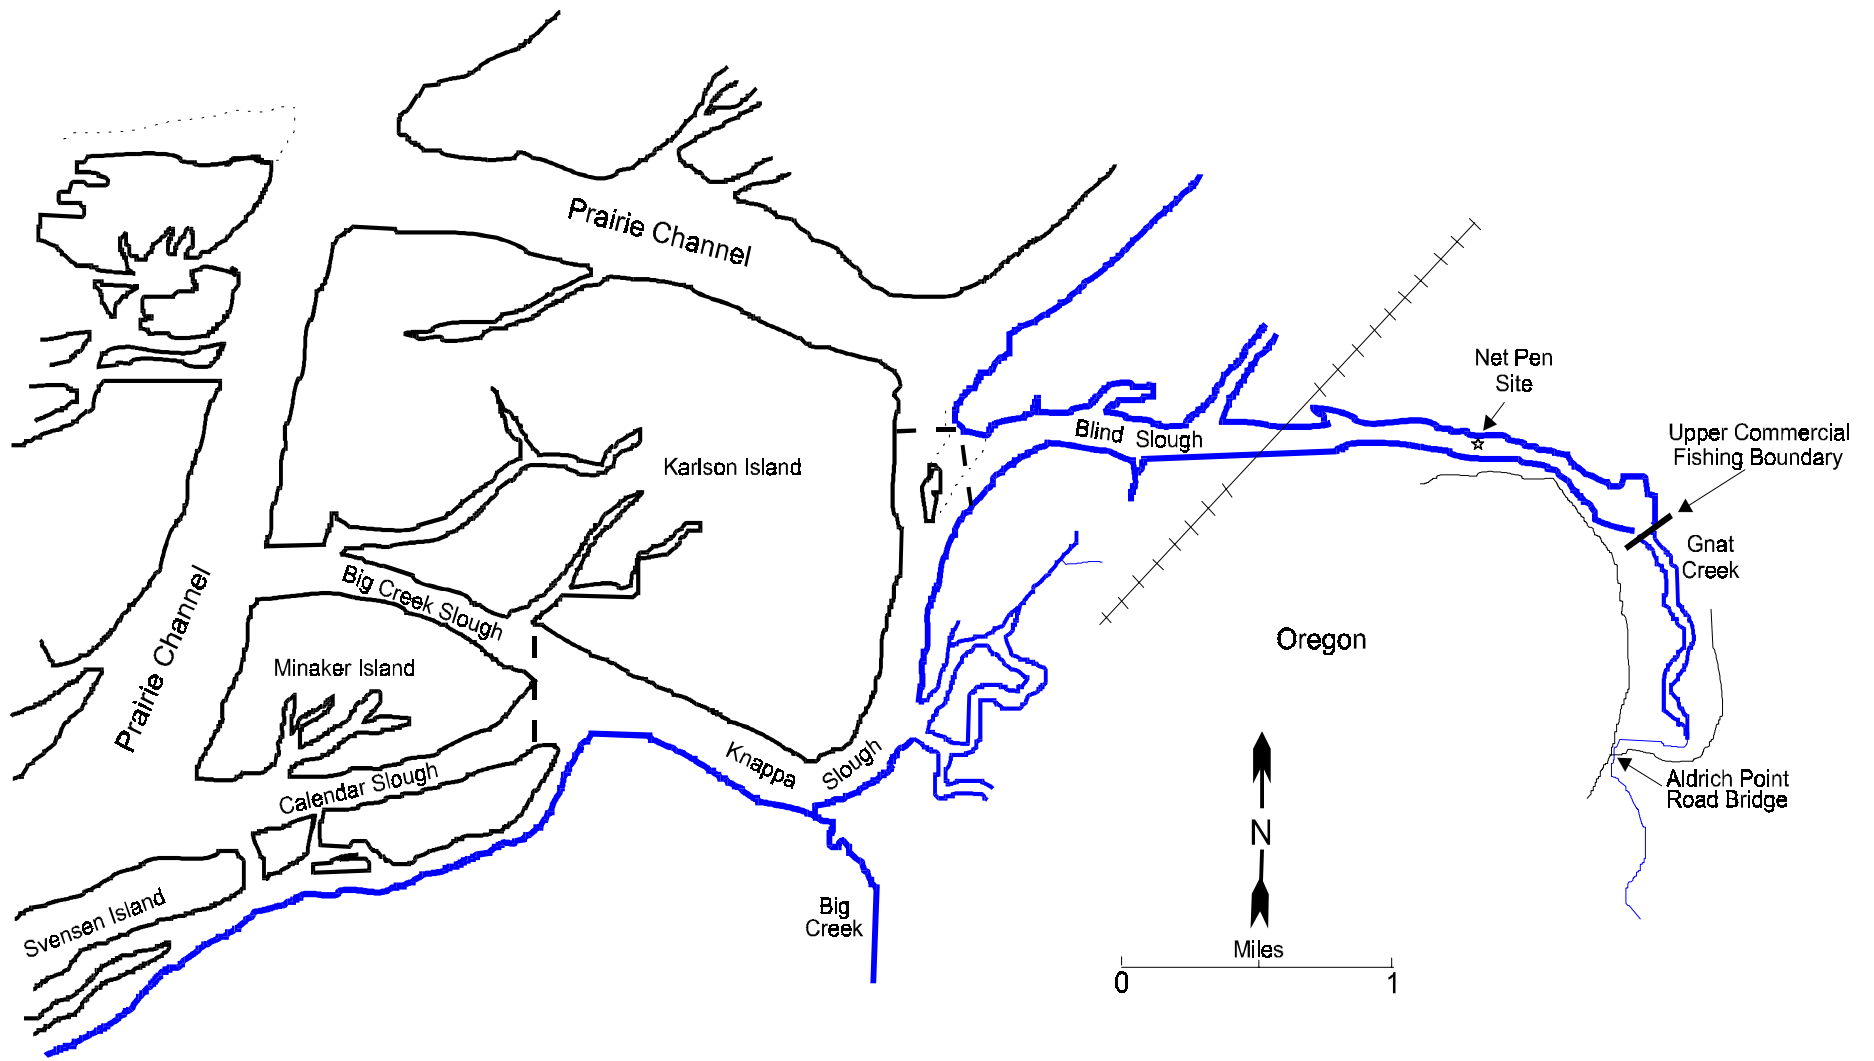 Prairie Channel
Net Pen
Site
Upper Commercial
Fishing Boundary
Blind Slough
Karlson Island
Gnat
Creek
Big Creek Slough
Prairie Channel
Oregon
Minaker Island
Knappa Slough
Calendar Slough
Aldrich Point
Road Bridge
N
Svensen Island
Big
Creek
Miles
0 1